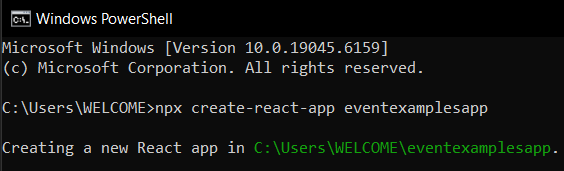 Windows PowerShell
Microsoft Windows [Version 10.0.19045.6159]
(c) Microsoft Corporation. All rights reserved.
C:\Users\WELCOME>npx create-react-app eventexamplesapp
Creating a new React app in C:\Users\WELCOME\eventexamplesapp.